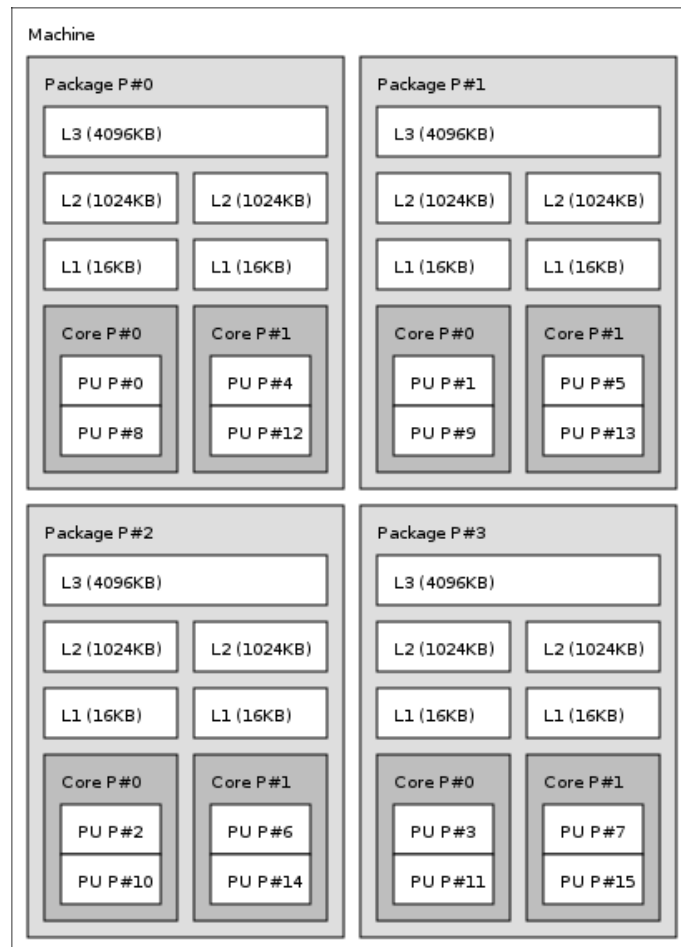 Machine
Package P#0
L3 (4096KB)
L2 (1024KB) L2 (1024KB)
L1 (16KB) L1 (16KB)
Core P#0 Core P#1
PU P#0 PU P#4
PU P#8 PU P#12
Package P#1
L3 (4096KB)
L2 (1024KB) L2 (1024KB)
L1 (16KB) L1 (16KB)
Core P#0 Core P#1
PU P#1 PU P#5
PU P#9 PU P#13
Package P#2
L3 (4096KB)
L2 (1024KB) L2 (1024KB)
L1 (16KB) L1 (16KB)
Core P#0 Core P#1
PU P#2 PU P#6
PU P#10 PU P#14
Package P#3
L3 (4096KB)
L2 (1024KB) L2 (1024KB)
L1 (16KB) L1 (16KB)
Core P#0 Core P#1
PU P#3 PU P#7
PU P#11 PU P#15